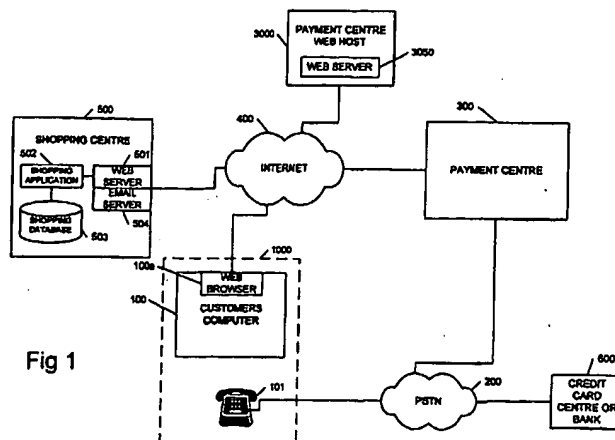 3000
PAYMENT CENTRE
WEB HOST
WEB SERVER
3050
500
SHOPPING CENTRE
502
501
SHOPPING
APPLICATION
WEB
SERVER
EMAIL
SERVER
SHOPPING
DATABASE
503
504
400
INTERNET
300
PAYMENT CENTRE
1000
100a
WEB
BROWSER
100
CUSTOMERS
COMPUTER
101
Fig 1
PSTN
200
600
CREDIT
CARD
CENTRE OR
BANK